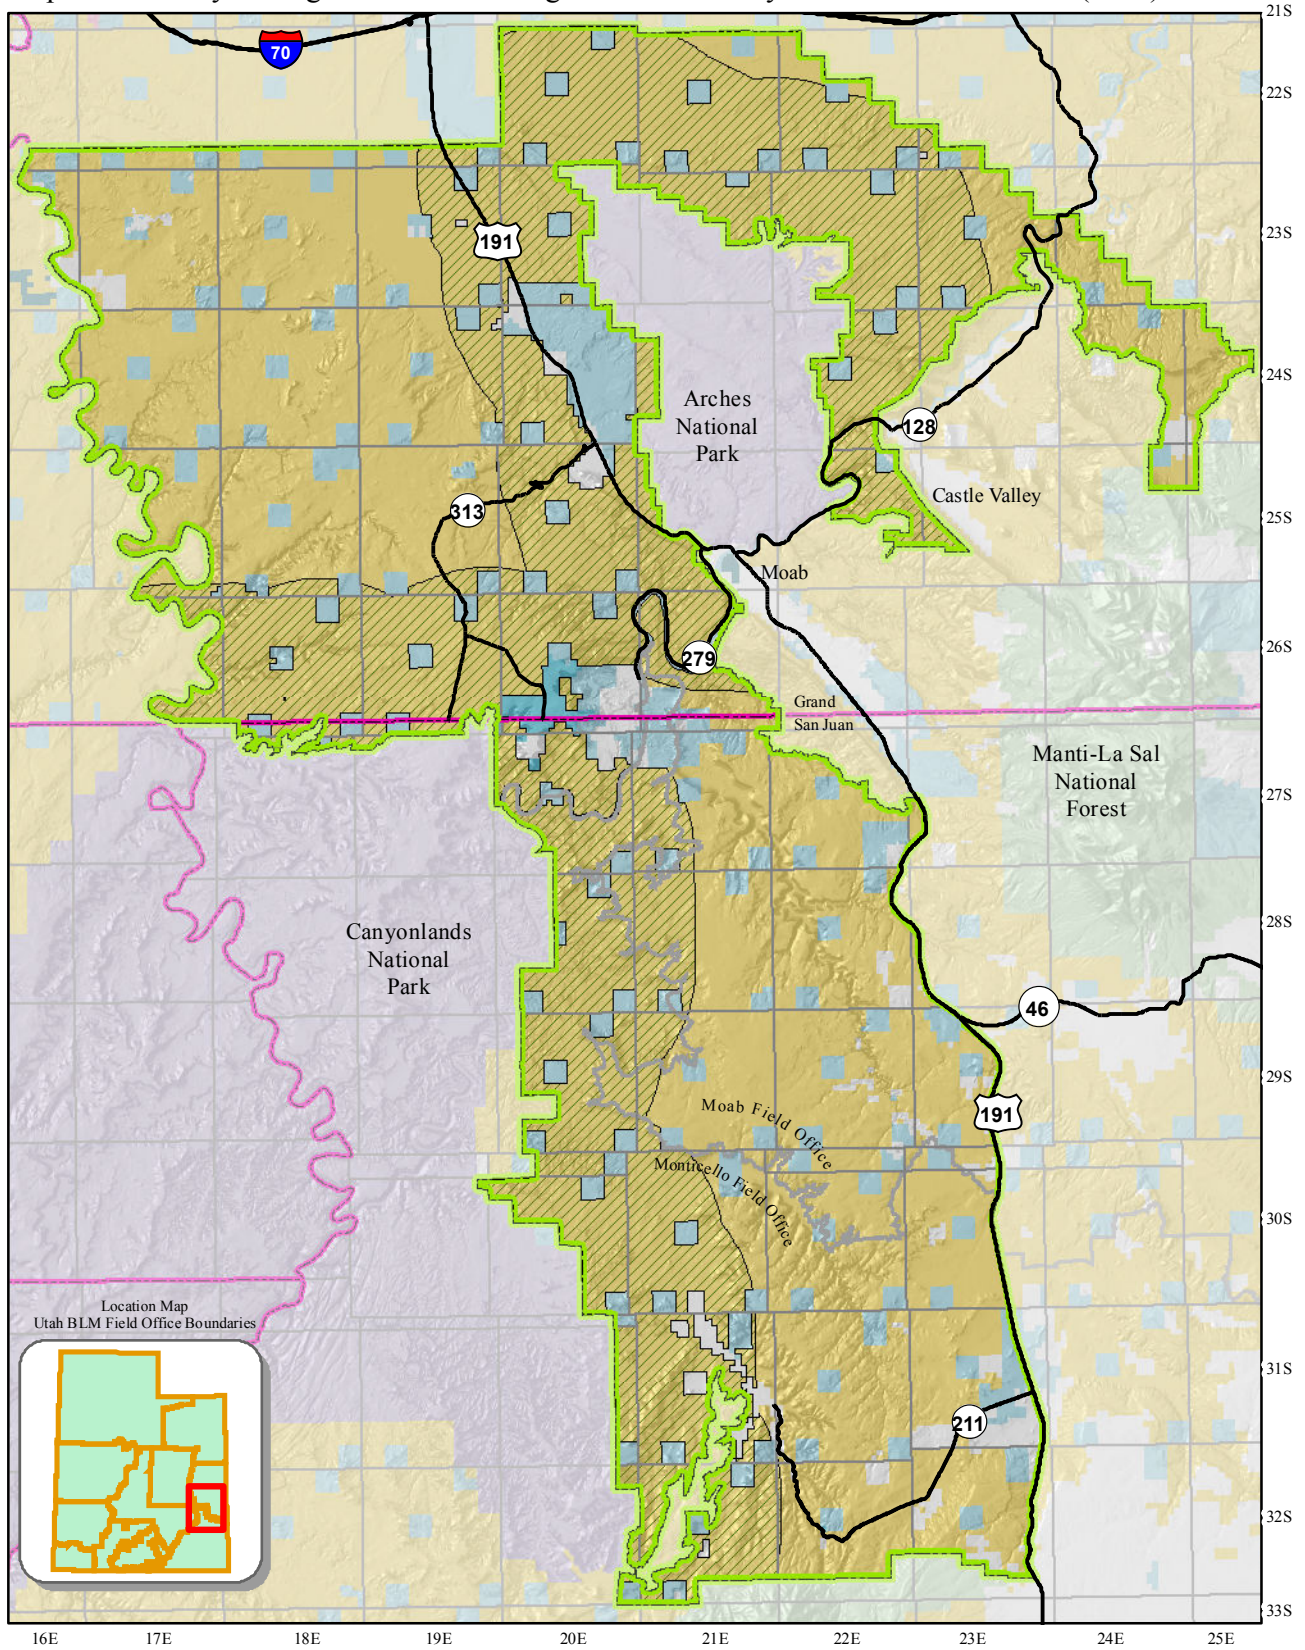 21S
70
22S
191
23S
24S
Arches
National
Park
128
Castle Valley
313
25S
Moab
279
26S
Grand
San Juan
Manti-La Sal
National
Forest
27S
Canyonlands
National
Park
28S
46
29S
Moab Field Office
191
Monticello Field Office
30S
Location Map
Utah BLM Field Office Boundaries
31S
211
32S
33S
16E 17E 18E 19E 20E 21E 22E 23E 24E 25E